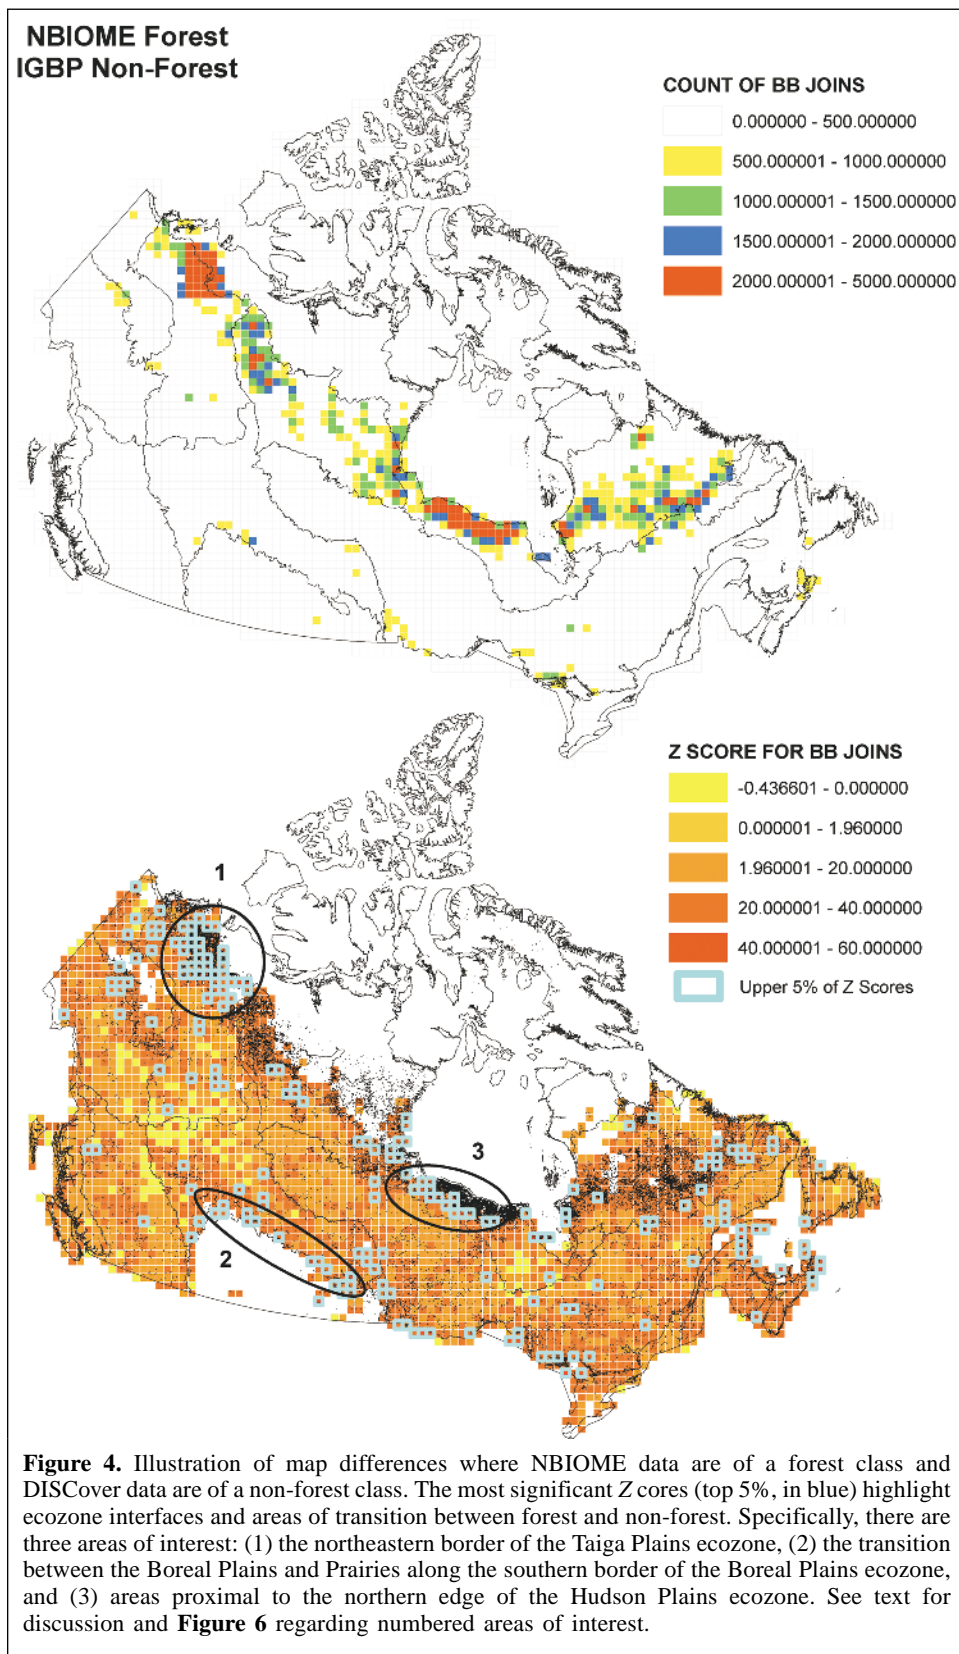 NBIOME Forest
IGBP Non-Forest
COUNT OF BB JOINS
0.000000 - 500.000000
500.000001 - 1000.000000
1000.000001 - 1500.000000
1500.000001 - 2000.000000
2000.000001 - 5000.000000
Z SCORE FOR BB JOINS
-0.436601 - 0.000000
0.000001 - 1.960000
1.960001 - 20.000000
20.000001 - 40.000000
40.000001 - 60.000000
Upper 5% of Z Scores
1
3
2
Figure 4. Illustration of map differences where NBIOME data are of a forest class and
DISCover data are of a non-forest class. The most significant Z cores (top 5%, in blue) highlight
ecozone interfaces and areas of transition between forest and non-forest. Specifically, there are
three areas of interest: (1) the northeastern border of the Taiga Plains ecozone, (2) the transition
between the Boreal Plains and Prairies along the southern border of the Boreal Plains ecozone,
and (3) areas proximal to the northern edge of the Hudson Plains ecozone. See text for
discussion and Figure 6 regarding numbered areas of interest.